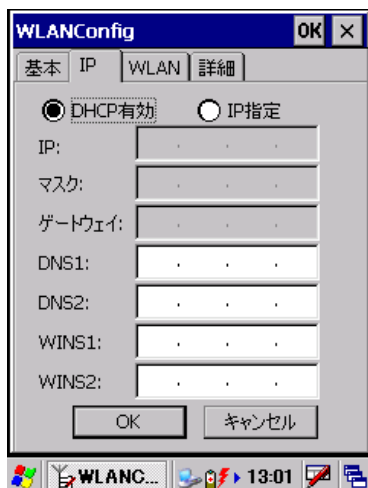 WLANConfig OK ×
基本 IP WLAN 詳細
DHCP有効 IP指定
IP: . . .
マスク: . . .
ゲートウェイ: . . .
DNS1: . . .
DNS2: . . .
WINS1: . . .
WINS2: . . .
OK キャンセル
WLANC... 13:01